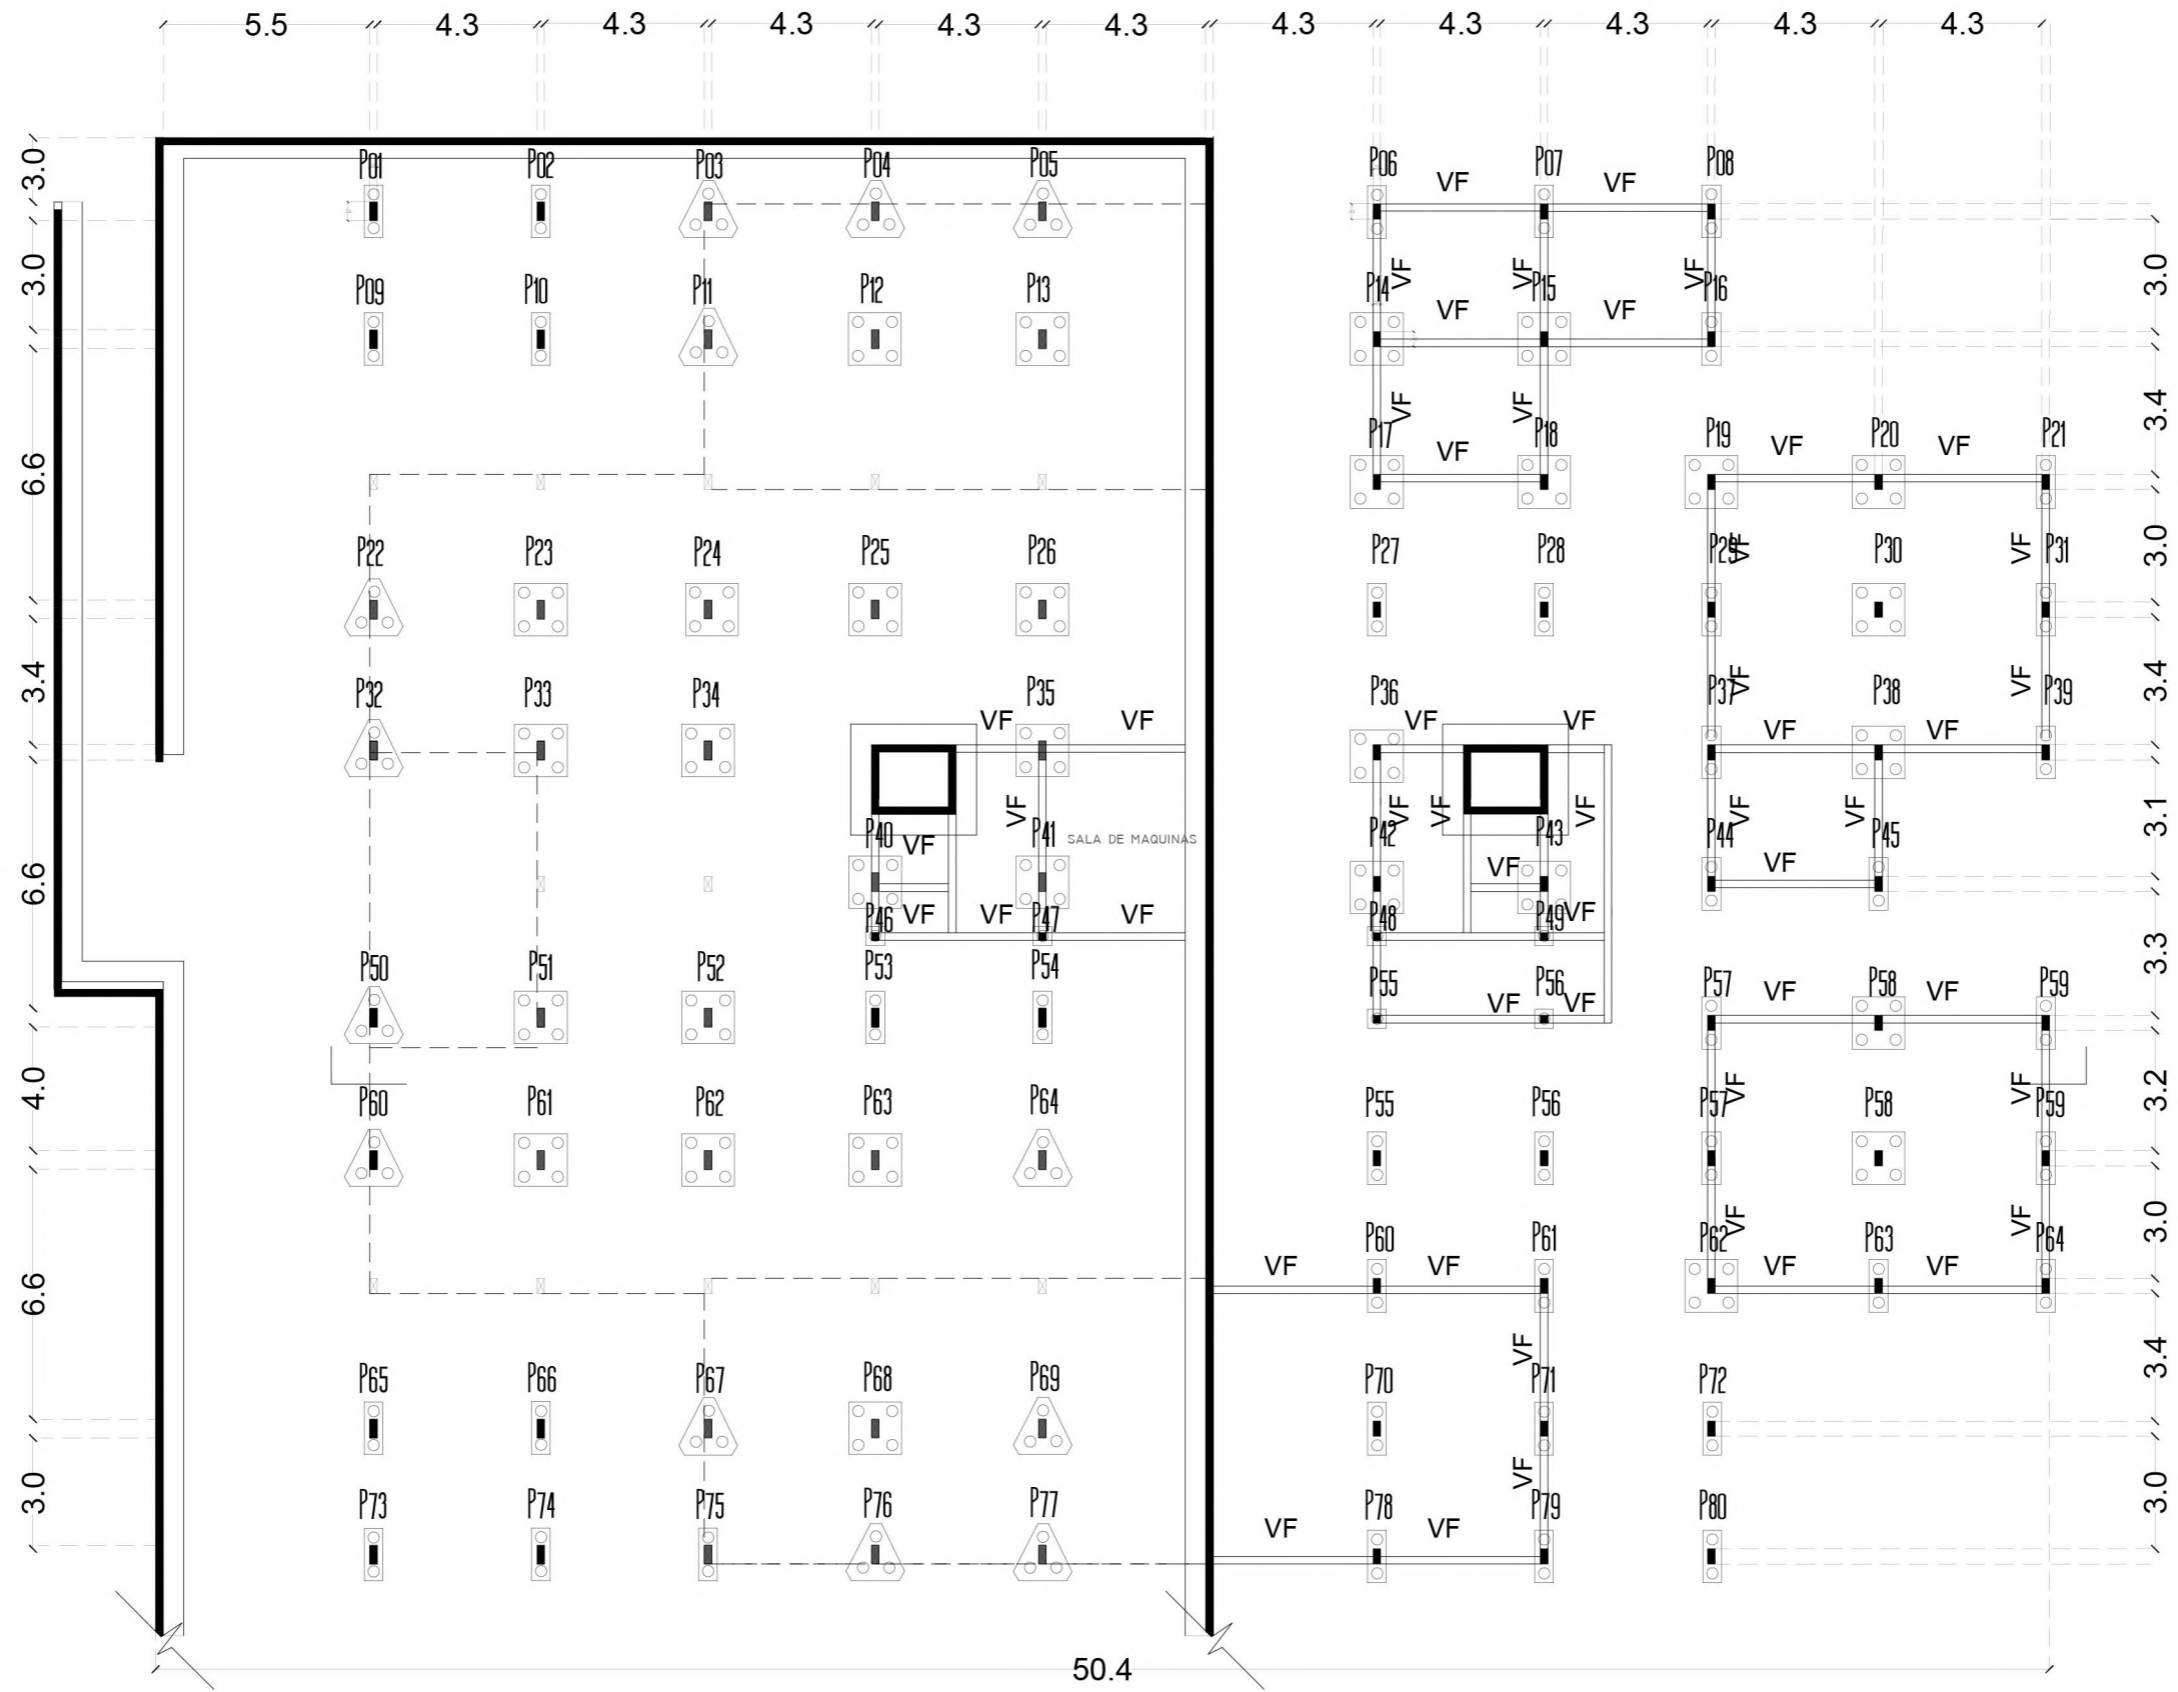 5.5 4.3 4.3 4.3 4.3 4.3 4.3 4.3 4.3 4.3 4.3
3.0
P01 P02 P03 P04 P05 P06 VF P07 VF P08
3.0 VF VF VF 3.0
P09 P10 P11 P12 P13 P14 P15 P16
VF VF
VF VF 3.4
6.6 P17 VF P18 P19 VF P20 VF P21
P22 P23 P24 P25 P26 P27 P28 P29 VF P30 VF P31 3.0
3.4 P32 P33 P34 P35 P36 P37 VF P38 VF P39 3.4
VF VF VF VF VF VF
VF VF VF VF VF VF 3.1
P40 VF P41 SALA DE MAQUINAS P42 P43 P44 P45
6.6 VF VF
P46 VF VF P47 VF P48 P49 VF
3.3
P50 P51 P52 P53 P54 P55 P56 P57 VF P58 VF P59
VF VF
4.0 VF VF 3.2
P60 P61 P62 P63 P64 P55 P56 P57 P58 P59
VF VF 3.0
P60 P61 P62 P63 P64
6.6 VF VF VF VF
VF 3.4
P65 P66 P67 P68 P69 P70 P71 P72
3.0 VF 3.0
P73 P74 P75 P76 P77 P78 P79 P80
VF VF
50.4